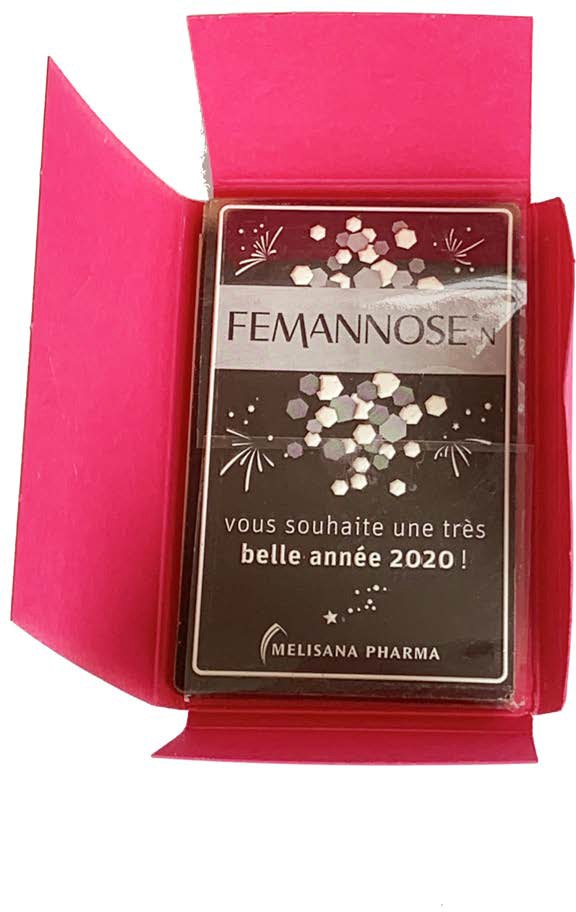 FEMANNOSE® N
vous souhaite une très
belle année 2020 !
MELISANA PHARMA